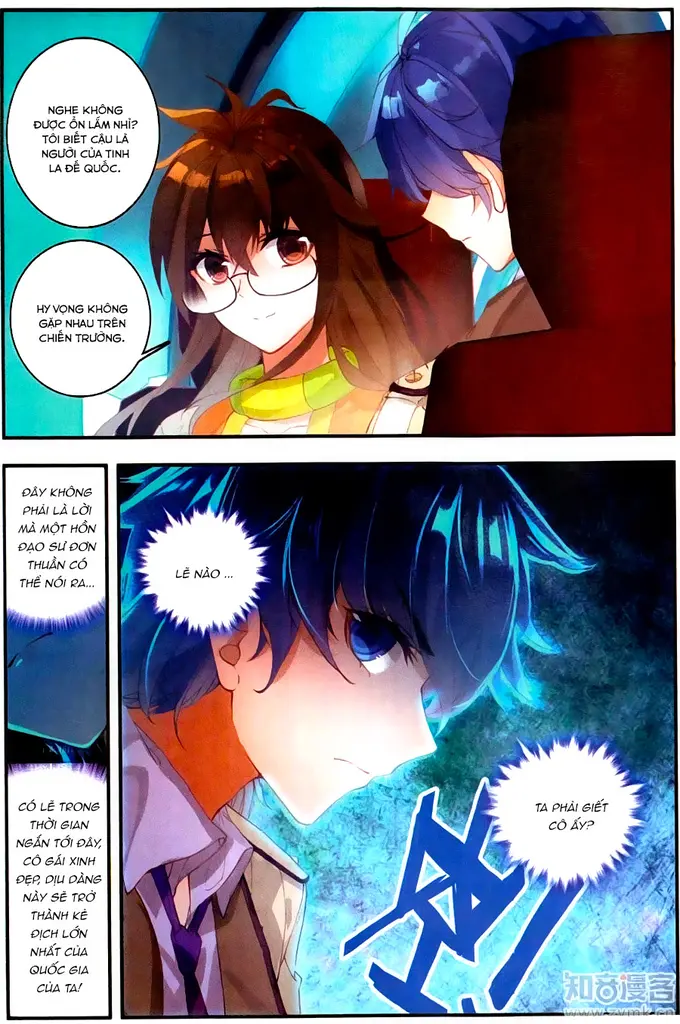 NGHE KHÔNG
ĐƯỢC ỔN LẮM NHỈ?
TÔI BIẾT CẬU LÀ
NGƯỜI CỦA TINH
LA ĐẾ QUỐC.
HY VỌNG KHÔNG
GẶP NHAU TRÊN
CHIẾN TRƯỜNG.
ĐÂY KHÔNG
PHẢI LÀ LỜI
MÀ MỘT HỒN
ĐẠO SƯ ĐƠN
THUẦN CÓ
THỂ NÓI RA...
LẼ NÀO ...
TA PHẢI GIẾT
CÔ ẤY?
CÓ LẼ TRONG
THỜI GIAN
NGẮN TỚI ĐÂY,
CÔ GÁI XINH
ĐẸP, DỊU DÀNG
NÀY SẼ TRỞ
THÀNH KẺ
ĐỊCH LỚN
NHẤT CỦA
QUỐC GIA
CỦA TA!
知音漫客
www.zymk.cn